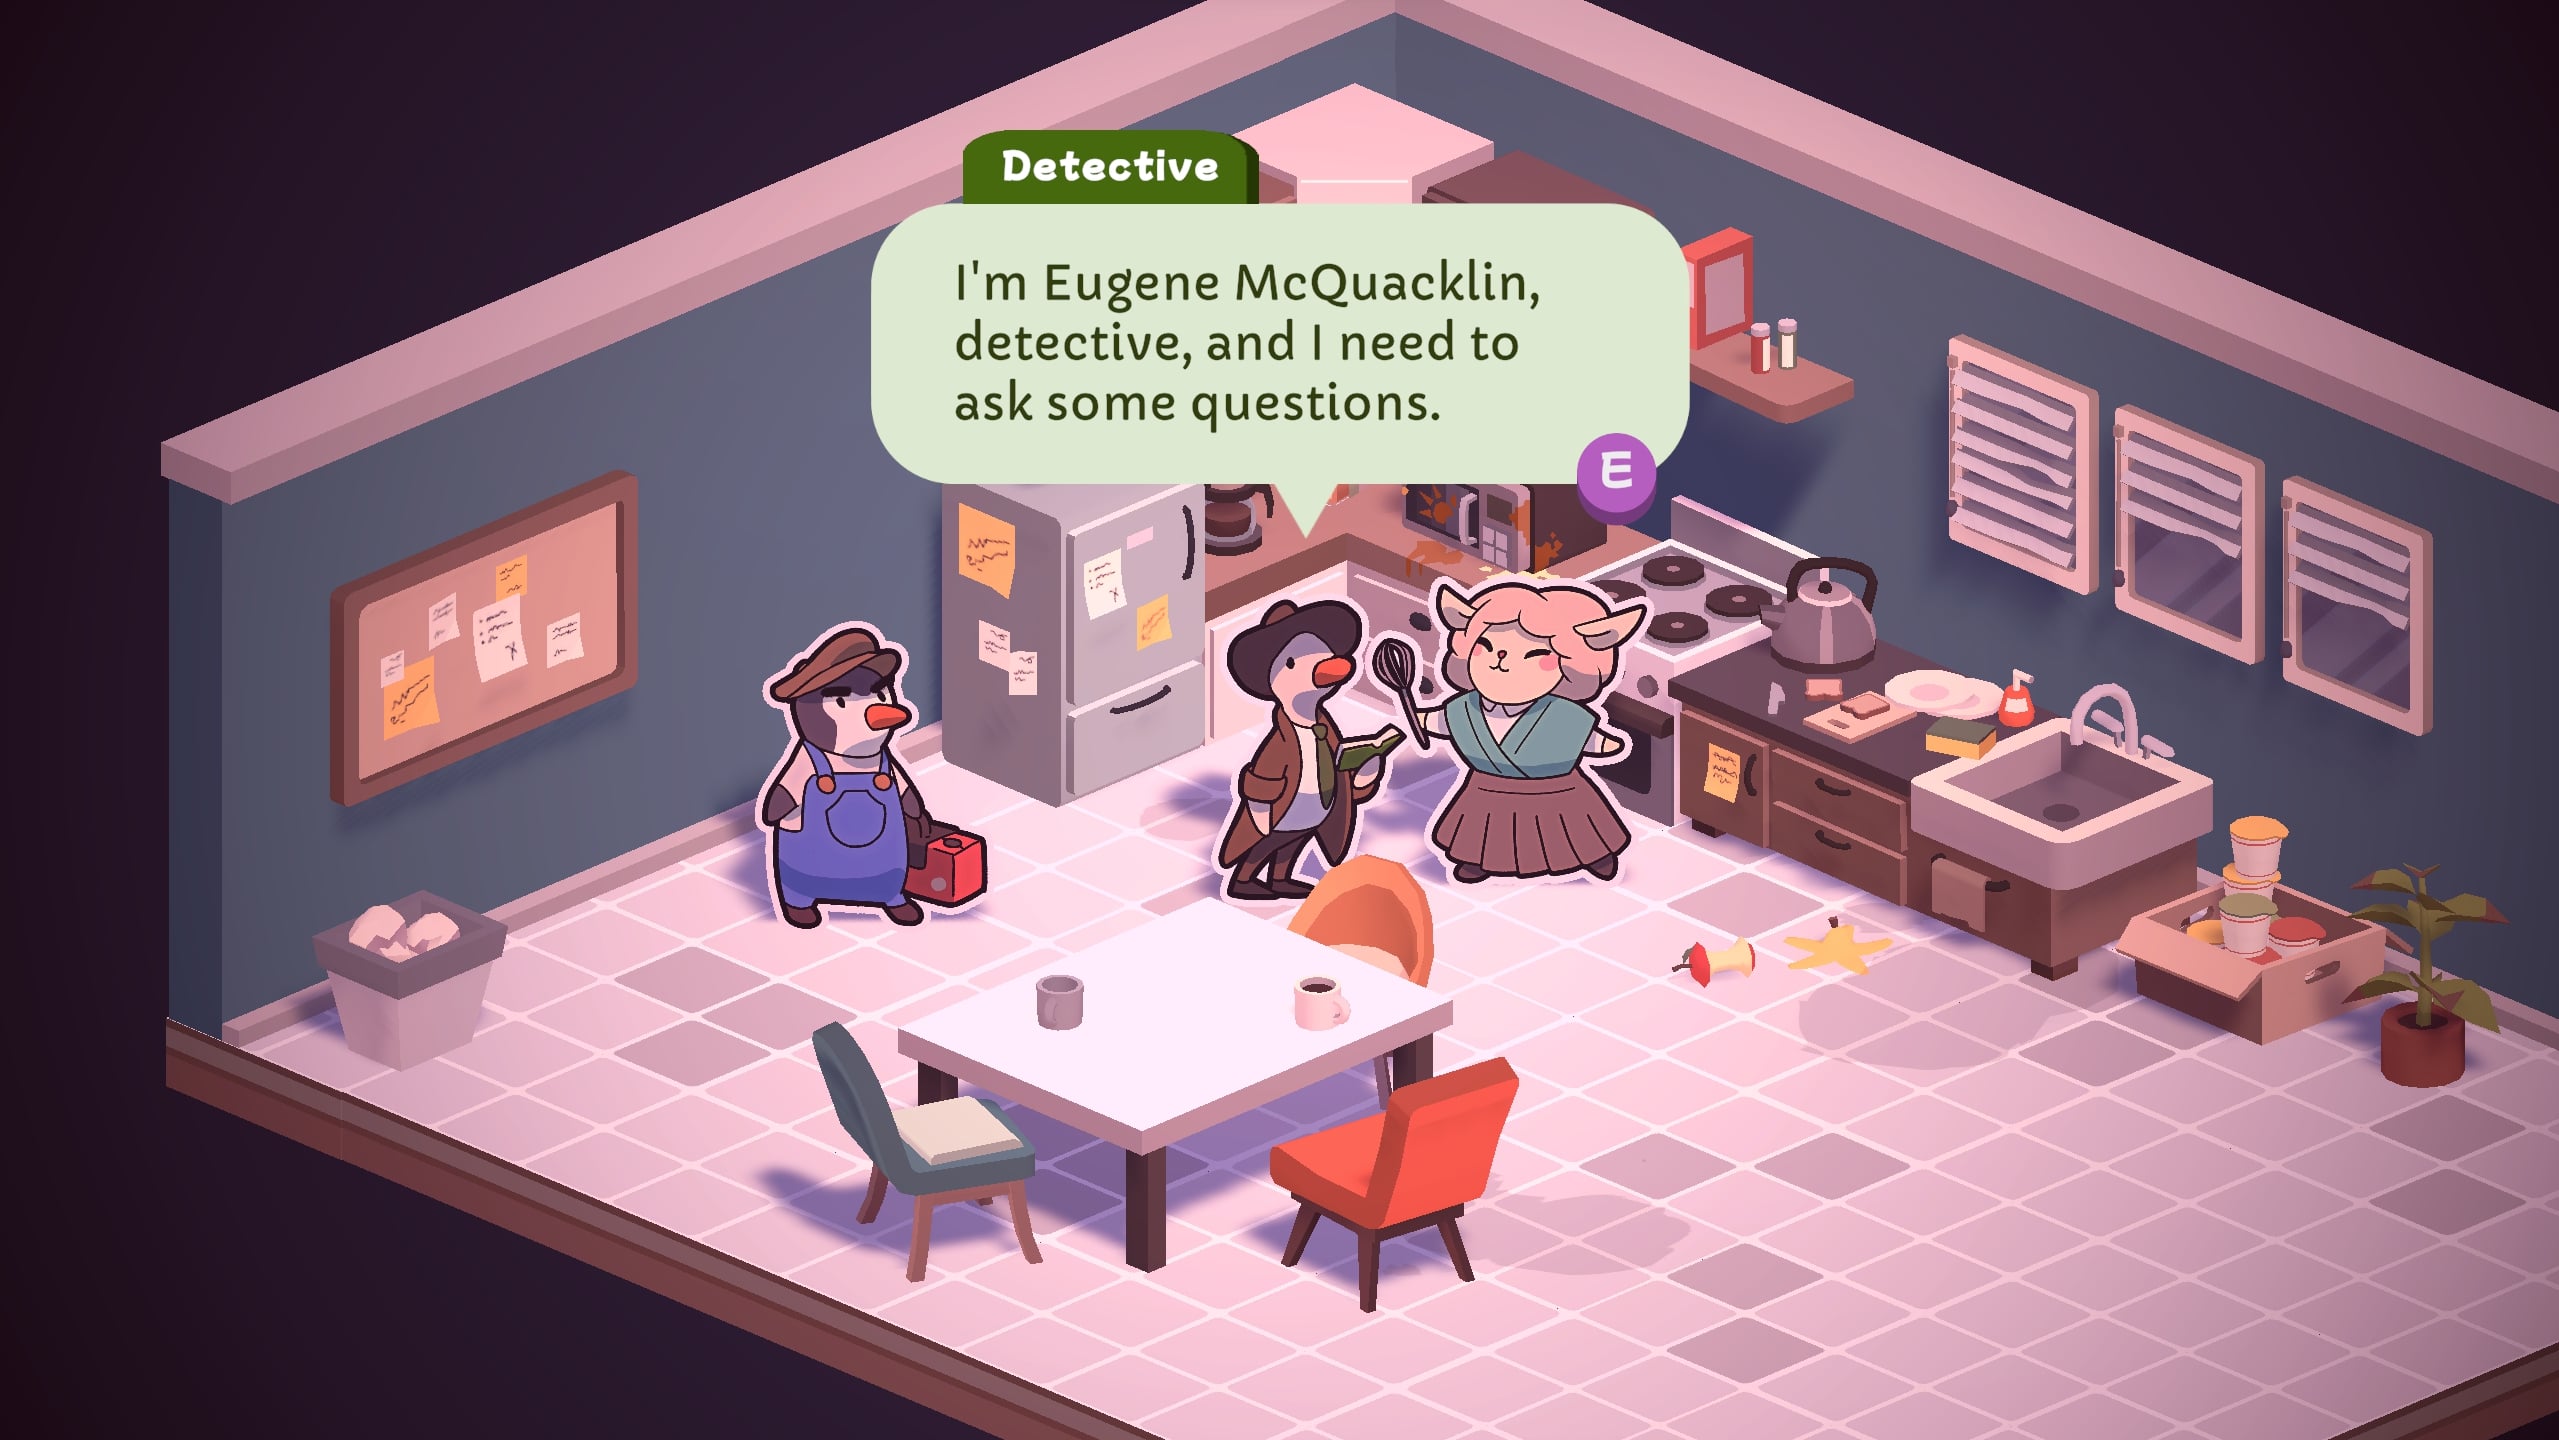 Detective
I'm Eugene McQuacklin,
detective, and I need to
ask some questions.
E